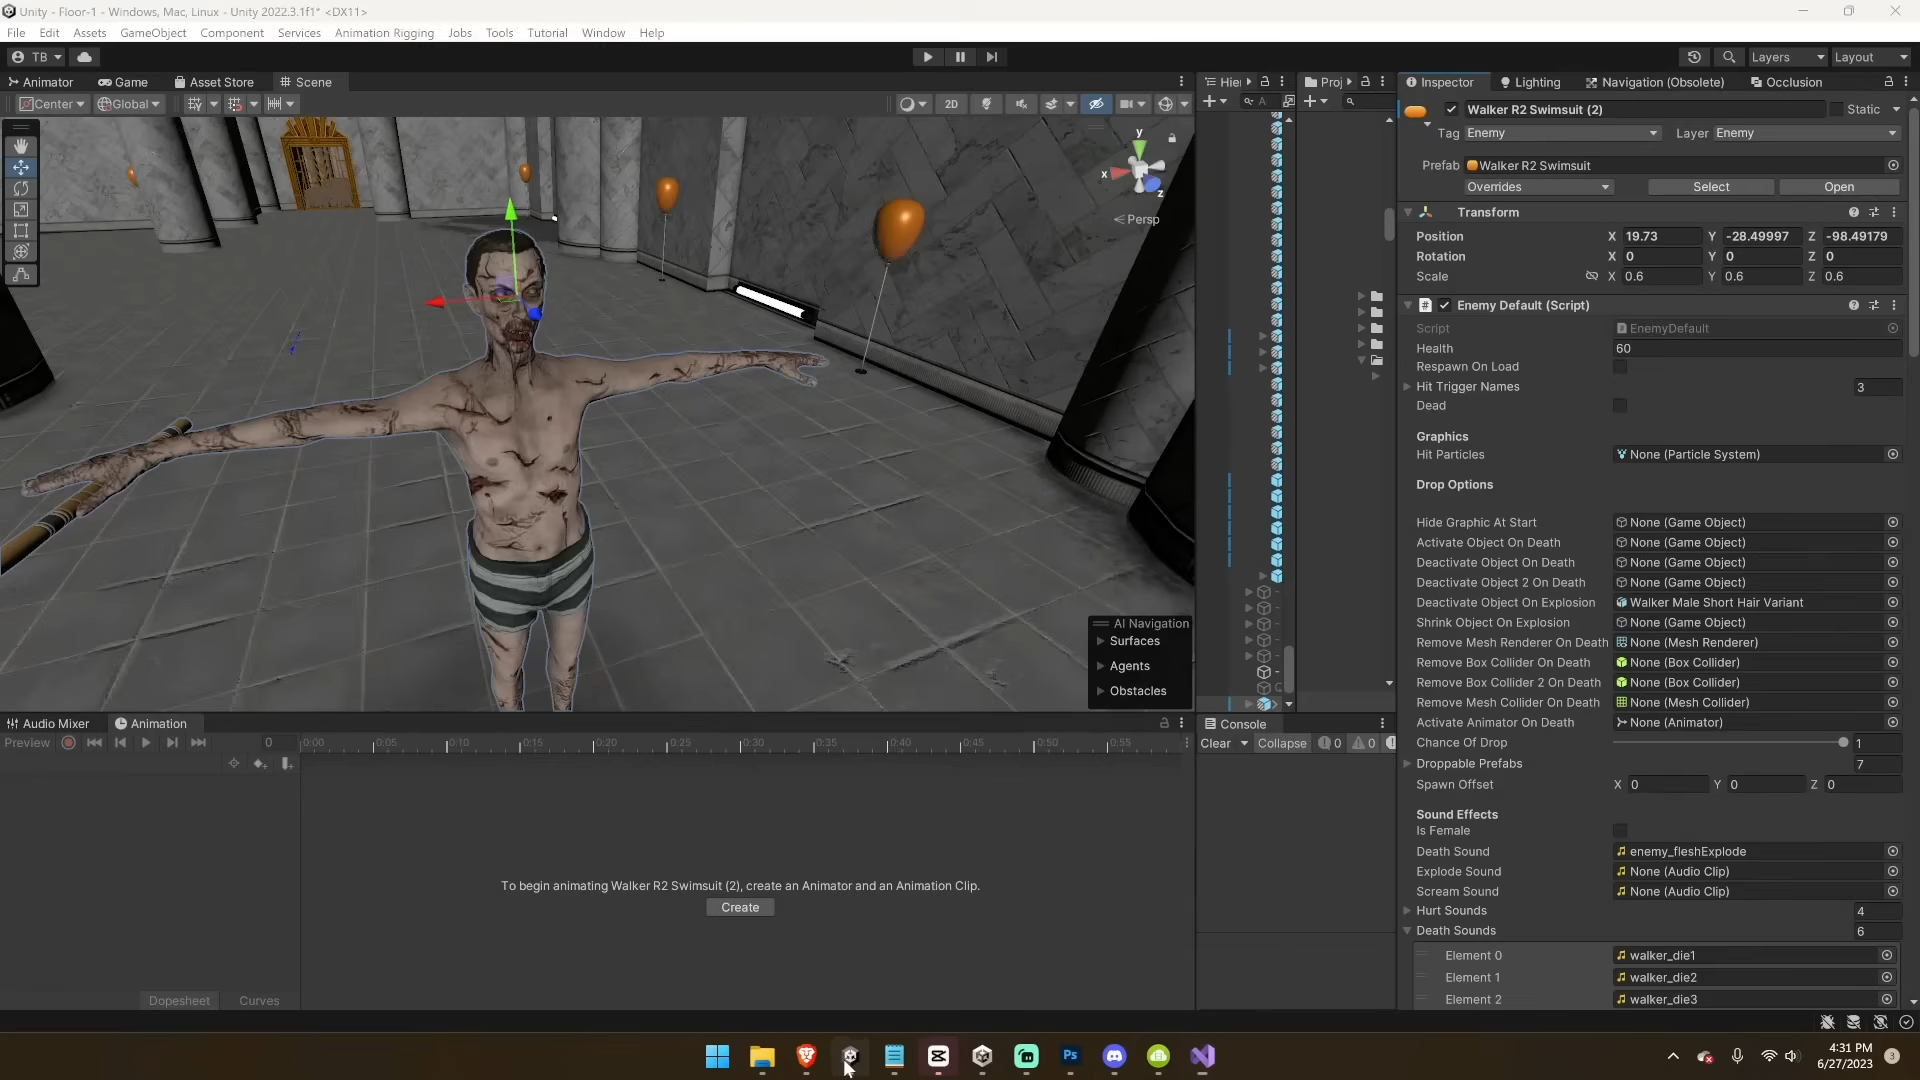 Unity - Floor-1 - Windows, Mac, Linux - Unity 2022.3.1f1* <DX11>
File Edit Assets GameObject Component Services Animation Rigging Jobs Tools Tutorial Window Help
TB Layers Layout
Animator Game Asset Store Scene Hier Proj Inspector Lighting Navigation (Obsolete) Occlusion
Center Global 2D
Walker R2 Swimsuit (2) Static
Tag Enemy Layer Enemy
Prefab Walker R2 Swimsuit
Overrides Select Open
y
x
z
Persp
Transform
Position X 19.73 Y -28.49997 Z -98.49179
Rotation X 0 Y 0 Z 0
Scale X 0.6 Y 0.6 Z 0.6
Enemy Default (Script)
Script EnemyDefault
Health 60
Respawn On Load
Hit Trigger Names 3
Dead
Graphics
Hit Particles None (Particle System)
Drop Options
Hide Graphic At Start None (Game Object)
Activate Object On Death None (Game Object)
Deactivate Object On Death None (Game Object)
Deactivate Object 2 On Death None (Game Object)
Deactivate Object On Explosion Walker Male Short Hair Variant
Shrink Object On Explosion None (Game Object)
Remove Mesh Renderer On Death None (Mesh Renderer)
Remove Box Collider On Death None (Box Collider)
Remove Box Collider 2 On Death None (Box Collider)
Remove Mesh Collider On Death None (Mesh Collider)
Activate Animator On Death None (Animator)
Chance Of Drop 1
Droppable Prefabs 7
Spawn Offset X 0 Y 0 Z 0
Sound Effects
Is Female
Death Sound enemy_fleshExplode
Explode Sound None (Audio Clip)
Scream Sound None (Audio Clip)
Hurt Sounds 4
Death Sounds 6
Element 0 walker_die1
Element 1 walker_die2
Element 2 walker_die3
AI Navigation
Surfaces
Agents
Obstacles
Audio Mixer Animation Console
Preview 0 0:00 0:05 0:10 0:15 0:20 0:25 0:30 0:35 0:40 0:45 0:50 0:55 Clear Collapse 0 0
To begin animating Walker R2 Swimsuit (2), create an Animator and an Animation Clip.
Create
Dopesheet Curves
Ps
4:31 PM
6/27/2023
3